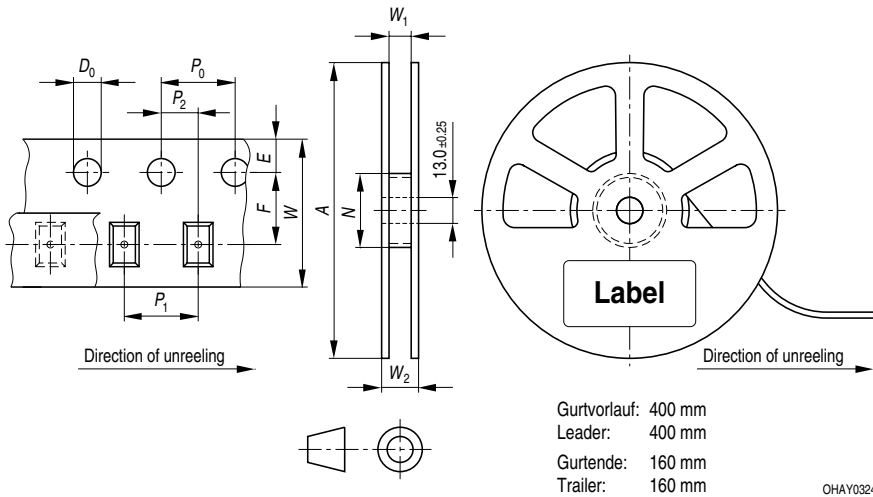 W1
D0
P0
P2
E
F
W
A
N
13.0±0.25
Label
P1
Direction of unreeling
W2
Direction of unreeling
Gurtvorlauf: 400 mm
Leader: 400 mm
Gurtende: 160 mm
Trailer: 160 mm
OHAY0324